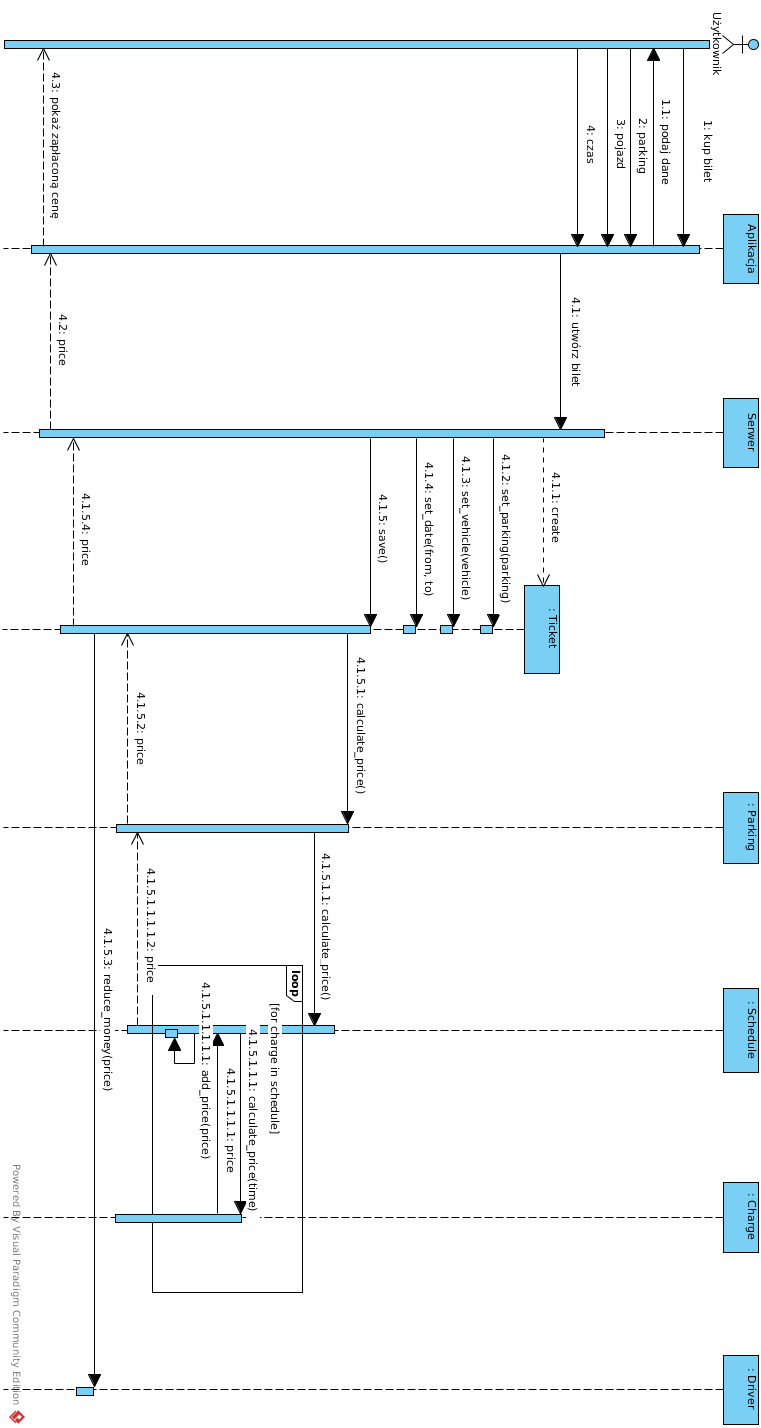 Użytkownik
Aplikacja
Serwer
: Ticket
: Parking
: Schedule
: Charge
: Driver
1: kup bilet
1.1: podaj dane
2: parking
3: pojazd
4: czas
4.1: utwórz bilet
4.1.1: create
4.1.2: set_parking(parking)
4.1.3: set_vehicle(vehicle)
4.1.4: set_date(from, to)
4.1.5: save()
4.1.5.1: calculate_price()
4.1.5.1.1: calculate_price()
loop
[for charge in schedule]
4.1.5.1.1.1: calculate_price(time)
4.1.5.1.1.1.1: price
4.1.5.1.1.1.1.1: add_price(price)
4.1.5.1.1.1.1.2: price
4.1.5.2: price
4.1.5.3: reduce_money(price)
4.1.5.4: price
4.2: price
4.3: pokaż zapłaconą cenę
Powered By Visual Paradigm Community Edition